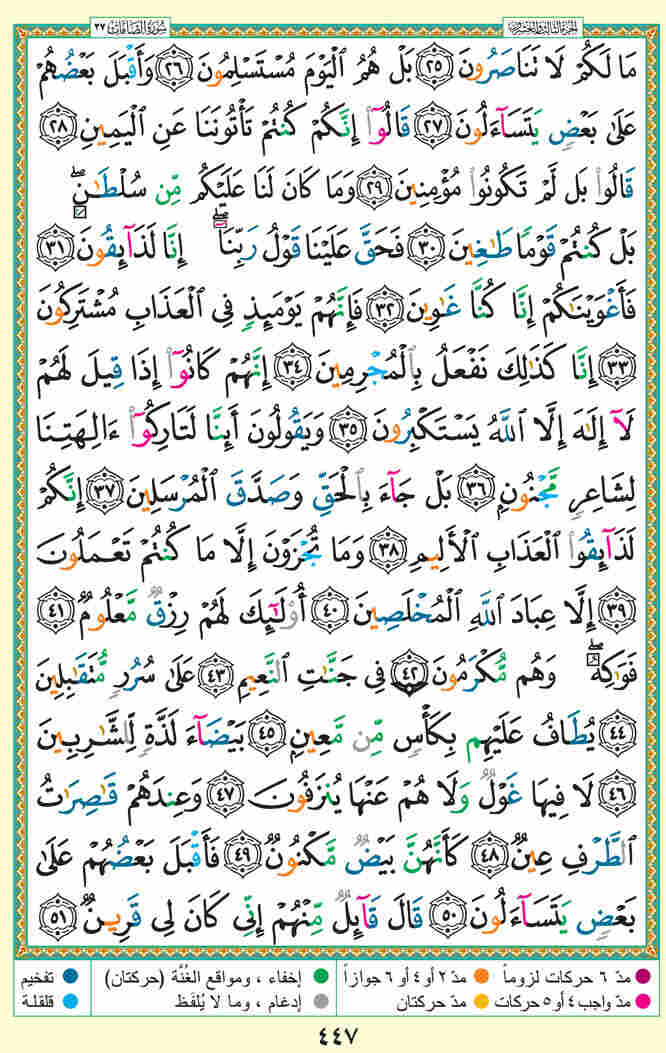 سُورَةُ الصَّافَّات ٣٧
الجزء الثالث والعشرون
مَا لَكُمْ لَا تَنَاصَرُونَ ٢٥ بَلْ هُمُ ٱلْيَوْمَ مُسْتَسْلِمُونَ ٢٦ وَأَقْبَلَ بَعْضُهُمْ
عَلَىٰ بَعْضٍ يَتَسَآءَلُونَ ٢٧ قَالُوٓا۟ إِنَّكُمْ كُنتُمْ تَأْتُونَنَا عَنِ ٱلْيَمِينِ ٢٨
قَالُوا۟ بَل لَّمْ تَكُونُوا۟ مُؤْمِنِينَ ٢٩ وَمَا كَانَ لَنَا عَلَيْكُم مِّن سُلْطَـٰنٍۭ ۖ
بَلْ كُنتُمْ قَوْمًا طَـٰغِينَ ٣٠ فَحَقَّ عَلَيْنَا قَوْلُ رَبِّنَآ ۖ إِنَّا لَذَآئِقُونَ ٣١
فَأَغْوَيْنَـٰكُمْ إِنَّا كُنَّا غَـٰوِينَ ٣٢ فَإِنَّهُمْ يَوْمَئِذٍ فِى ٱلْعَذَابِ مُشْتَرِكُونَ
٣٣ إِنَّا كَذَٰلِكَ نَفْعَلُ بِٱلْمُجْرِمِينَ ٣٤ إِنَّهُمْ كَانُوٓا۟ إِذَا قِيلَ لَهُمْ
لَآ إِلَـٰهَ إِلَّا ٱللَّهُ يَسْتَكْبِرُونَ ٣٥ وَيَقُولُونَ أَئِنَّا لَتَارِكُوٓا۟ ءَالِهَتِنَا
لِشَاعِرٍ مَّجْنُونٍۭ ٣٦ بَلْ جَآءَ بِٱلْحَقِّ وَصَدَّقَ ٱلْمُرْسَلِينَ ٣٧ إِنَّكُمْ
لَذَآئِقُوا۟ ٱلْعَذَابِ ٱلْأَلِيمِ ٣٨ وَمَا تُجْزَوْنَ إِلَّا مَا كُنتُمْ تَعْمَلُونَ
٣٩ إِلَّا عِبَادَ ٱللَّهِ ٱلْمُخْلَصِينَ ٤٠ أُو۟لَـٰٓئِكَ لَهُمْ رِزْقٌ مَّعْلُومٌ ٤١
فَوَٰكِهُ ۖ وَهُم مُّكْرَمُونَ ٤٢ فِى جَنَّـٰتِ ٱلنَّعِيمِ ٤٣ عَلَىٰ سُرُرٍ مُّتَقَـٰبِلِينَ
٤٤ يُطَافُ عَلَيْهِم بِكَأْسٍ مِّن مَّعِينٍۭ ٤٥ بَيْضَآءَ لَذَّةٍ لِّلشَّـٰرِبِينَ
٤٦ لَا فِيهَا غَوْلٌ وَلَا هُمْ عَنْهَا يُنزَفُونَ ٤٧ وَعِندَهُمْ قَـٰصِرَٰتُ
ٱلطَّرْفِ عِينٌ ٤٨ كَأَنَّهُنَّ بَيْضٌ مَّكْنُونٌ ٤٩ فَأَقْبَلَ بَعْضُهُمْ عَلَىٰ
بَعْضٍ يَتَسَآءَلُونَ ٥٠ قَالَ قَآئِلٌ مِّنْهُمْ إِنِّى كَانَ لِى قَرِينٌ ٥١
مدّ ٦ حركات لزوماً مدّ ٢ أو ٤ أو ٦ جوازاً إخفاء ، ومواقع الغُنَّة (حركتان) تفخيم
مدّ واجب ٤ أو ٥ حركات مدّ حركتان إدغام ، وما لا يُلفَظ قلقلة
٤٤٧